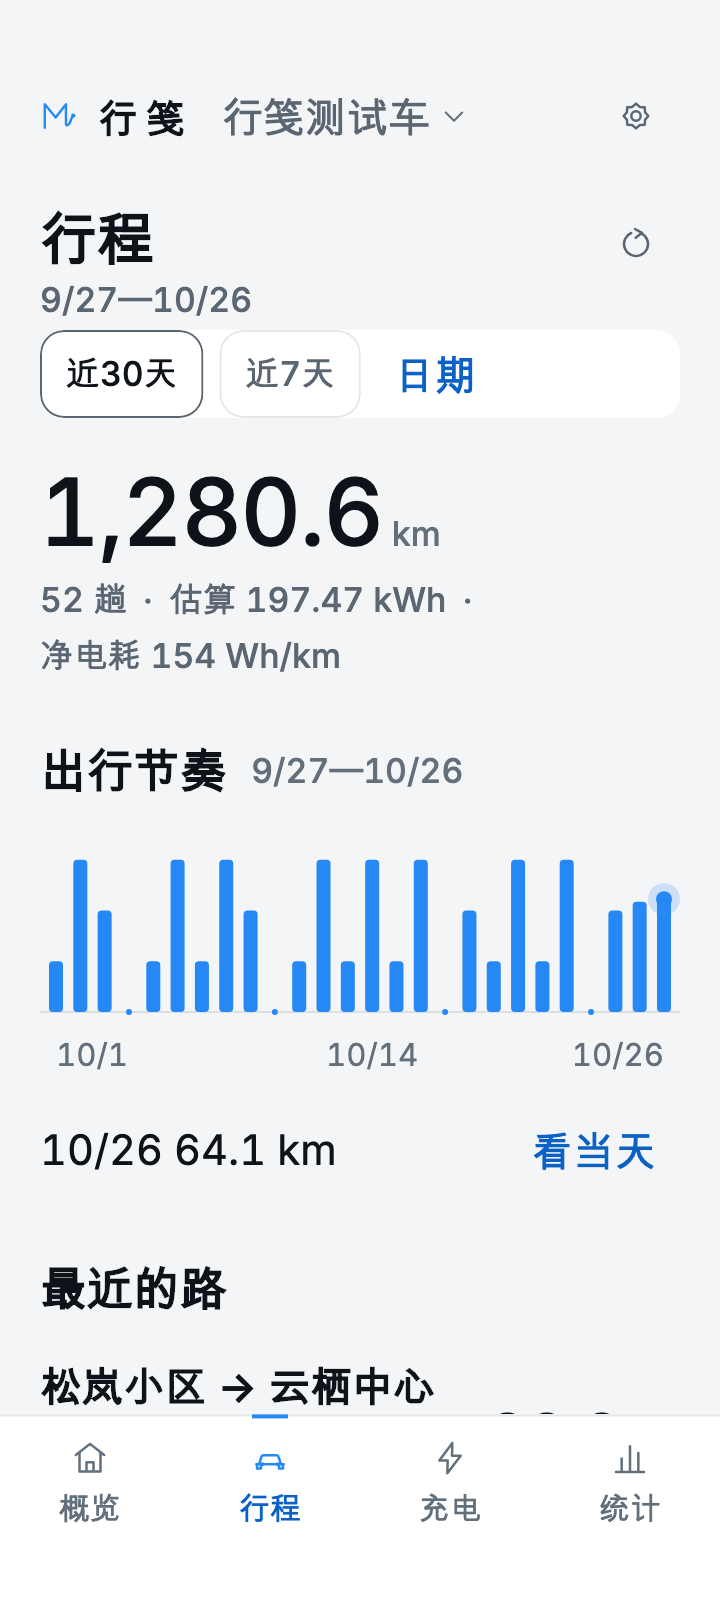 行笺 行笺测试车
行程
9/27—10/26
近30天 近7天 日期
1,280.6 km
52 趟 · 估算 197.47 kWh ·
净电耗 154 Wh/km
出行节奏 9/27—10/26
10/1 10/14 10/26
10/26 64.1 km 看当天
最近的路
松岚小区 → 云栖中心
概览 行程 充电 统计